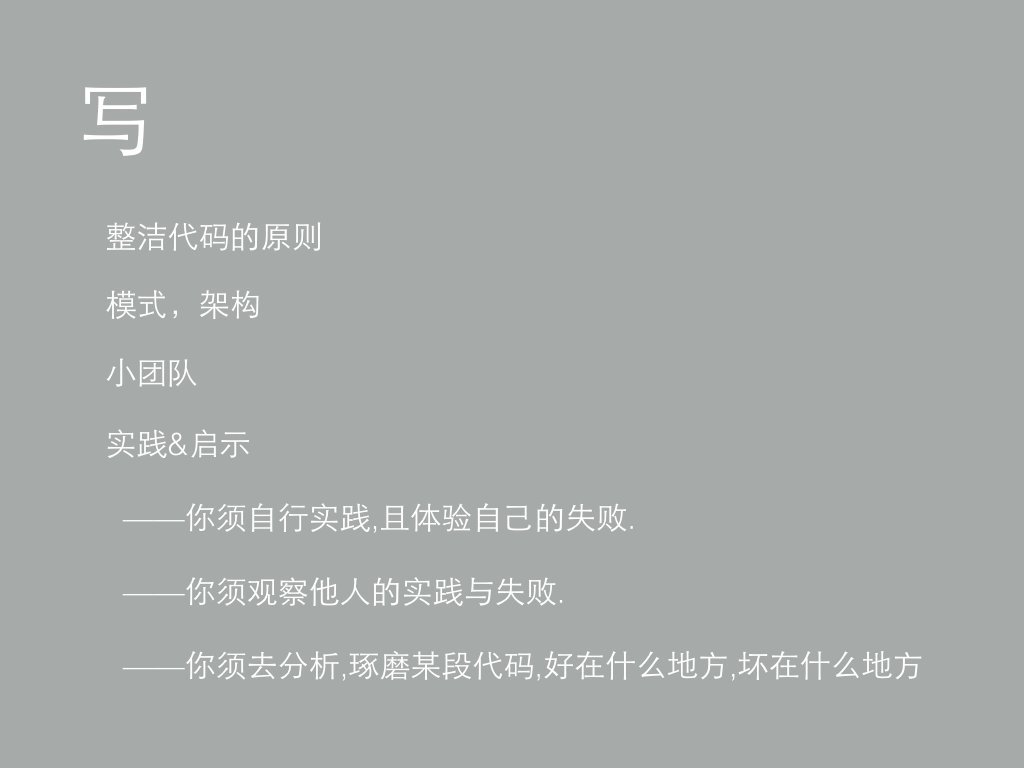 写
整洁代码的原则
模式，架构
小团队
实践&启示
——你须自行实践,且体验自己的失败.
——你须观察他人的实践与失败.
——你须去分析,琢磨某段代码,好在什么地方,坏在什么地方